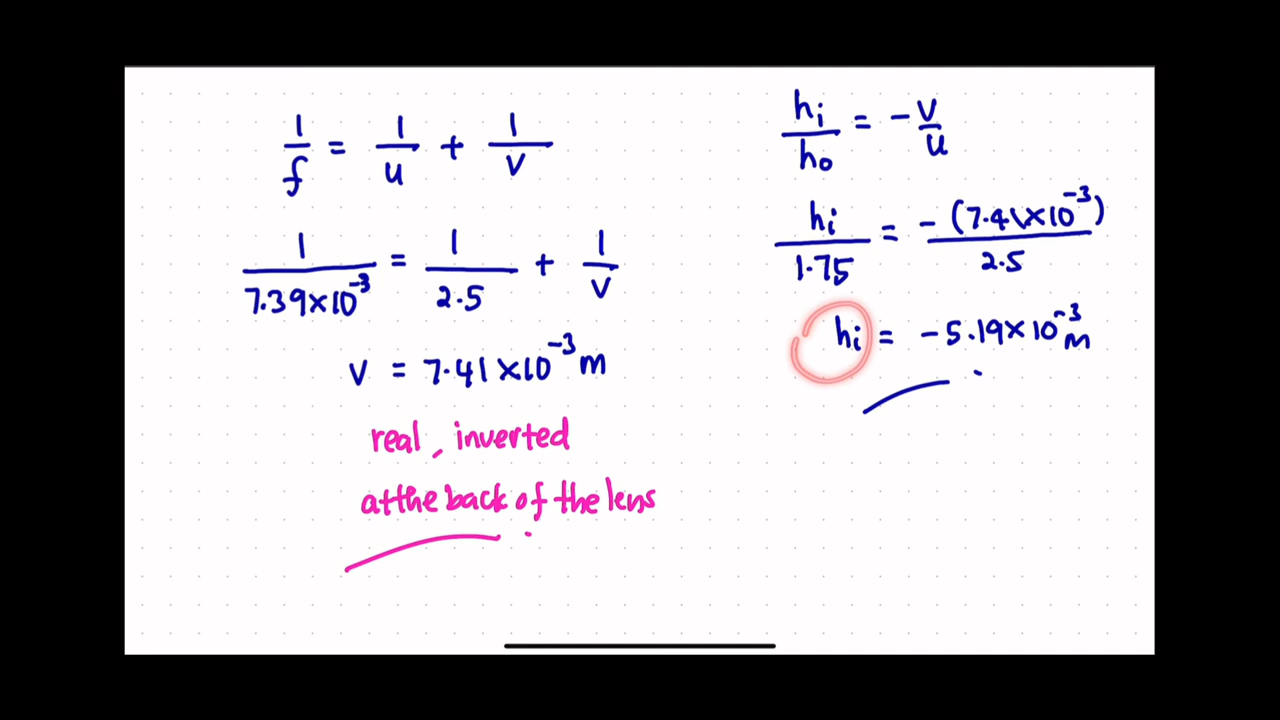 1/f = 1/u + 1/v
1/7.39×10⁻³ = 1/2.5 + 1/v
v = 7.41×10⁻³ m
real, inverted
at the back of the lens
hᵢ/hₒ = -v/u
hᵢ/1.75 = -(7.41×10⁻³)/2.5
hᵢ = -5.19×10⁻³ m